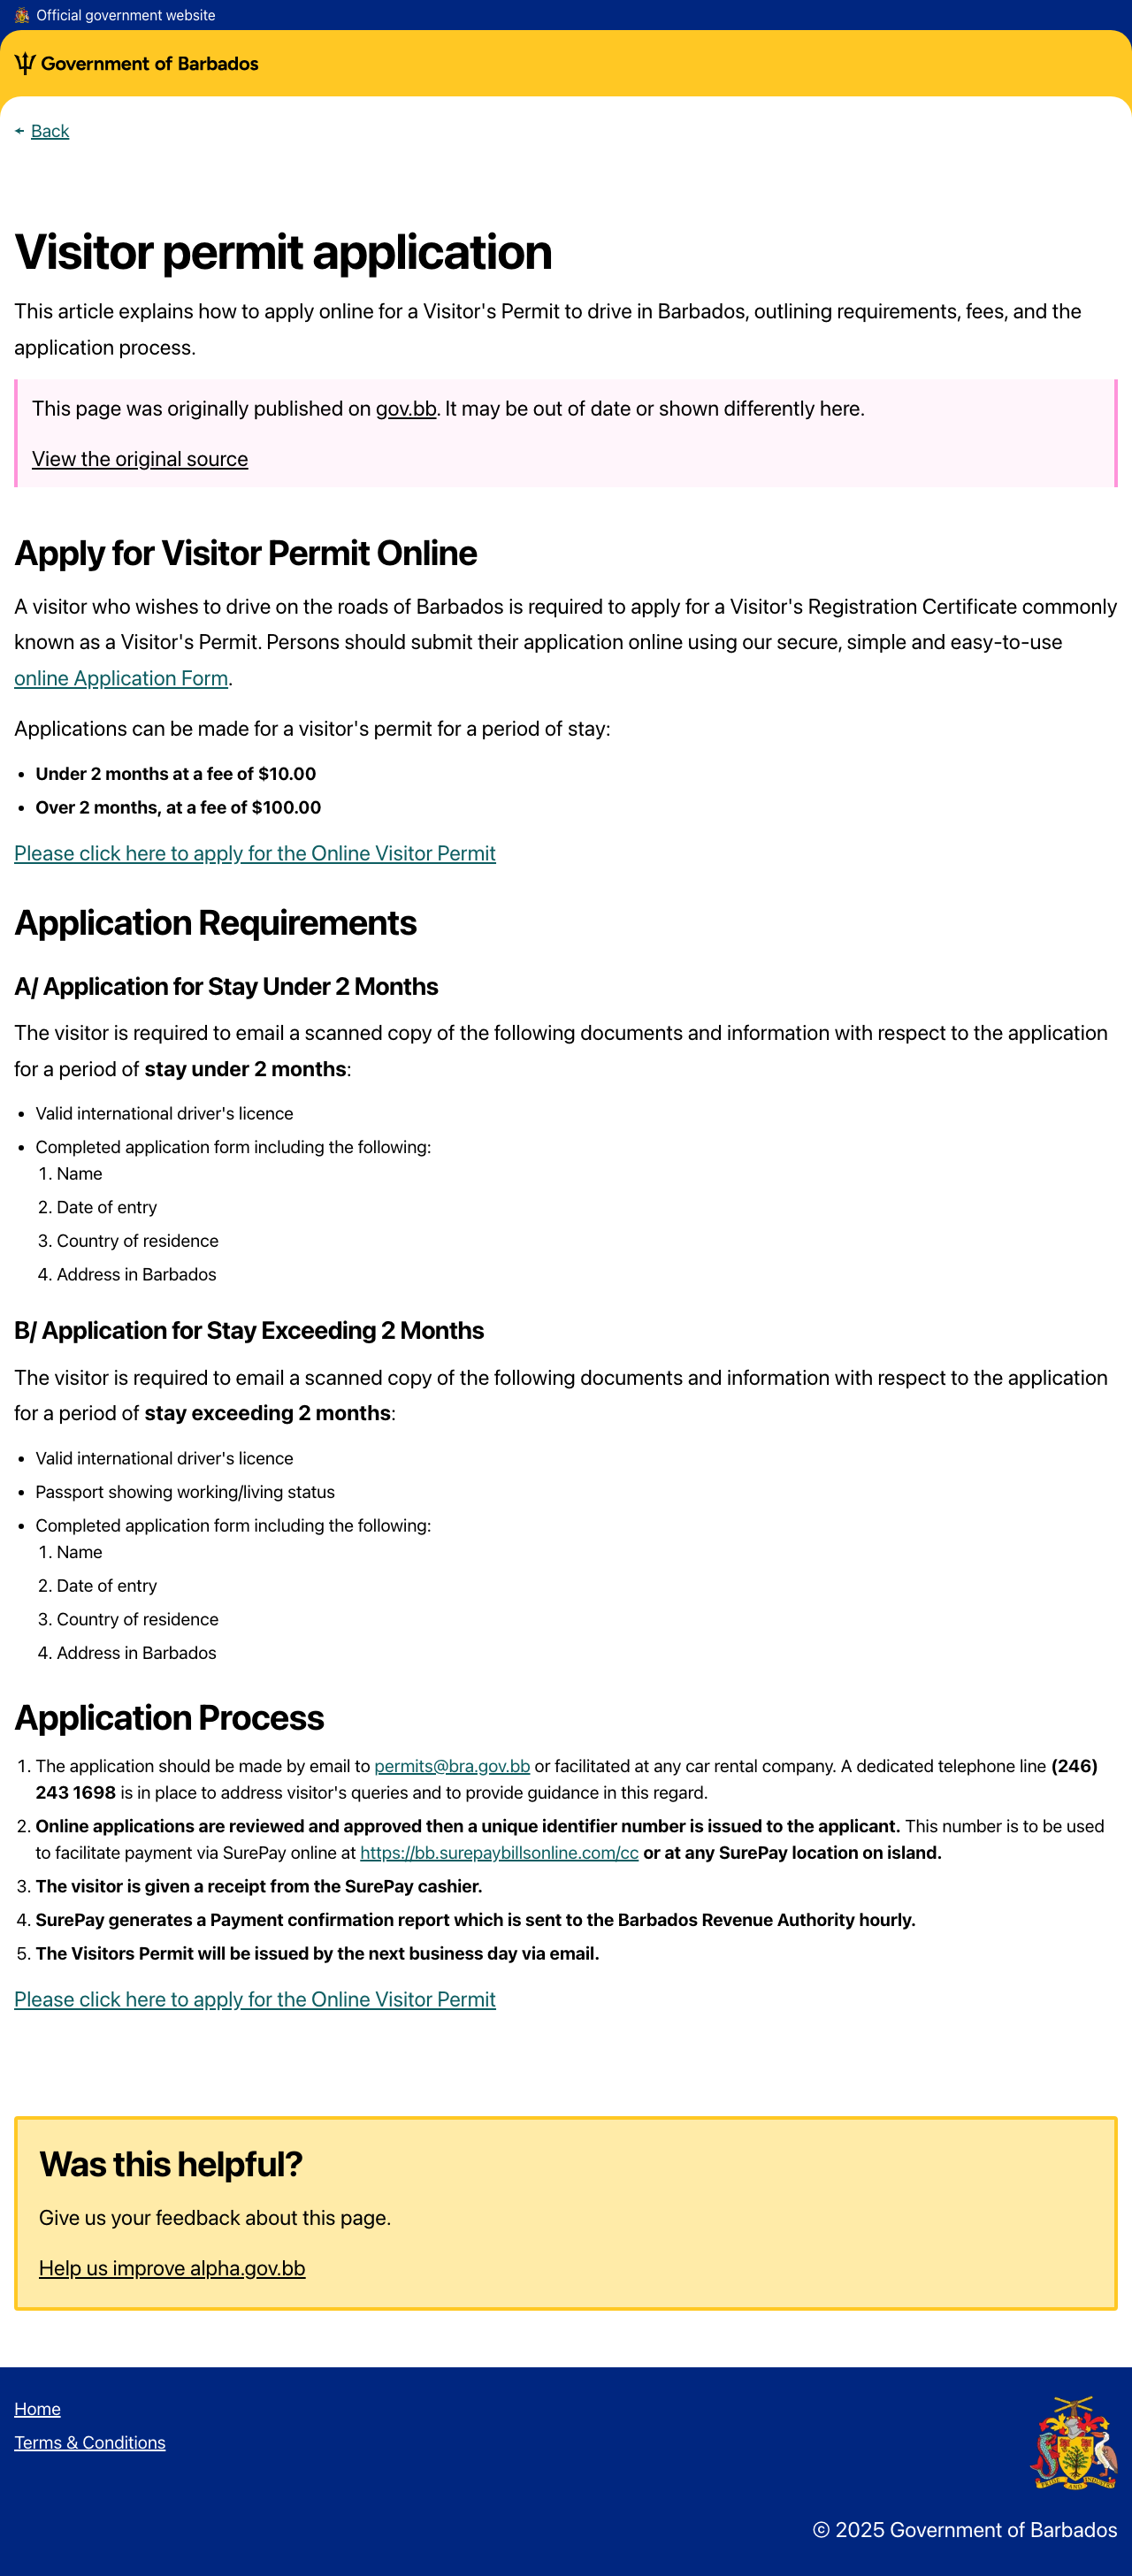 Official government website
Government of Barbados
← Back
Visitor permit application
This article explains how to apply online for a Visitor's Permit to drive in Barbados, outlining requirements, fees, and the
application process.
This page was originally published on gov.bb. It may be out of date or shown differently here.
View the original source
Apply for Visitor Permit Online
A visitor who wishes to drive on the roads of Barbados is required to apply for a Visitor's Registration Certificate commonly
known as a Visitor's Permit. Persons should submit their application online using our secure, simple and easy-to-use
online Application Form.
Applications can be made for a visitor's permit for a period of stay:
• Under 2 months at a fee of $10.00
• Over 2 months, at a fee of $100.00
Please click here to apply for the Online Visitor Permit
Application Requirements
A/ Application for Stay Under 2 Months
The visitor is required to email a scanned copy of the following documents and information with respect to the application
for a period of stay under 2 months:
• Valid international driver's licence
• Completed application form including the following:
1. Name
2. Date of entry
3. Country of residence
4. Address in Barbados
B/ Application for Stay Exceeding 2 Months
The visitor is required to email a scanned copy of the following documents and information with respect to the application
for a period of stay exceeding 2 months:
• Valid international driver's licence
• Passport showing working/living status
• Completed application form including the following:
1. Name
2. Date of entry
3. Country of residence
4. Address in Barbados
Application Process
1. The application should be made by email to permits@bra.gov.bb or facilitated at any car rental company. A dedicated telephone line (246)
243 1698 is in place to address visitor's queries and to provide guidance in this regard.
2. Online applications are reviewed and approved then a unique identifier number is issued to the applicant. This number is to be used
to facilitate payment via SurePay online at https://bb.surepaybillsonline.com/cc or at any SurePay location on island.
3. The visitor is given a receipt from the SurePay cashier.
4. SurePay generates a Payment confirmation report which is sent to the Barbados Revenue Authority hourly.
5. The Visitors Permit will be issued by the next business day via email.
Please click here to apply for the Online Visitor Permit
Was this helpful?
Give us your feedback about this page.
Help us improve alpha.gov.bb
Home
Terms & Conditions
PRIDE AND INDUSTRY
© 2025 Government of Barbados